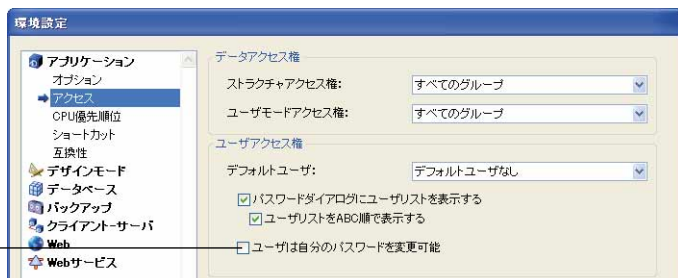 環境設定
アプリケーション
オプション
アクセス
CPU優先順位
ショートカット
互換性
デザインモード
データベース
バックアップ
クライアント-サーバ
Web
Webサービス
データアクセス権
ストラクチャアクセス権: すべてのグループ
ユーザモードアクセス権: すべてのグループ
ユーザアクセス権
デフォルトユーザ: デフォルトユーザなし
パスワードダイアログにユーザリストを表示する
ユーザリストをABC順で表示する
ユーザは自分のパスワードを変更可能